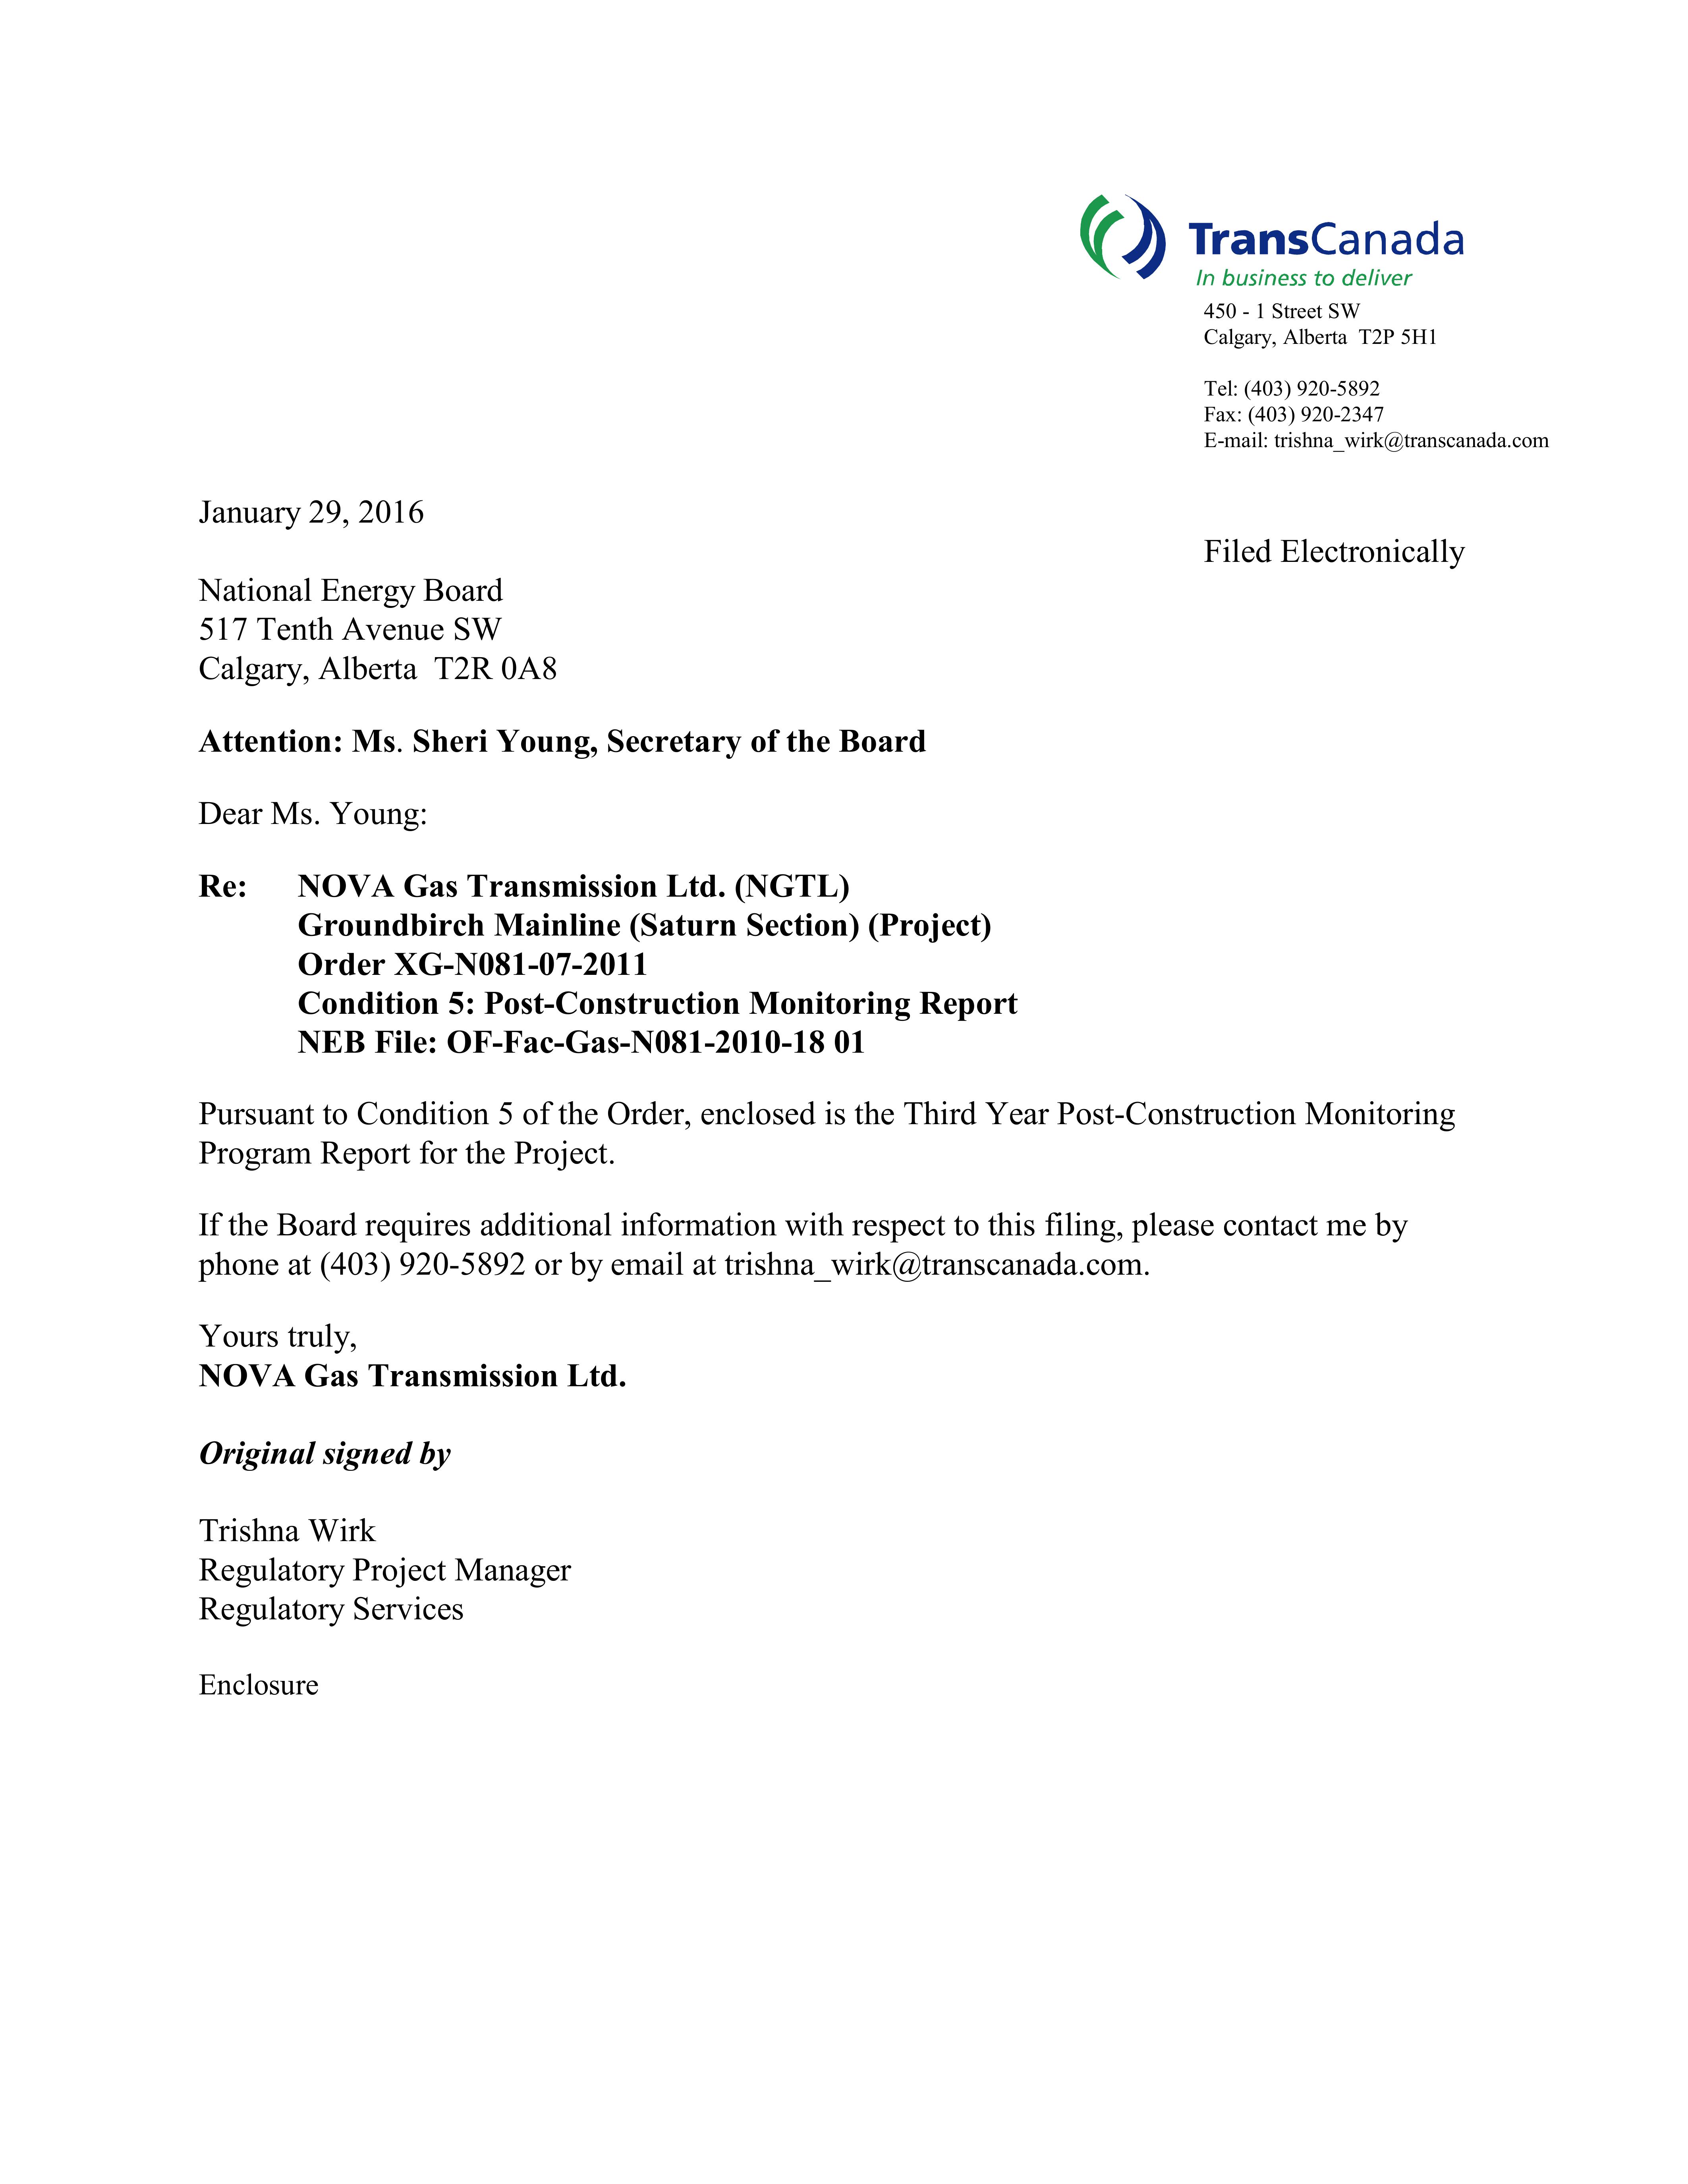 TransCanada
In business to deliver
450 - 1 Street SW
Calgary, Alberta  T2P 5H1
Tel: (403) 920-5892
Fax: (403) 920-2347
E-mail: trishna_wirk@transcanada.com
January 29, 2016
Filed Electronically
National Energy Board
517 Tenth Avenue SW
Calgary, Alberta  T2R 0A8
Attention: Ms. Sheri Young, Secretary of the Board
Dear Ms. Young:
Re: NOVA Gas Transmission Ltd. (NGTL)
Groundbirch Mainline (Saturn Section) (Project)
Order XG-N081-07-2011
Condition 5: Post-Construction Monitoring Report
NEB File: OF-Fac-Gas-N081-2010-18 01
Pursuant to Condition 5 of the Order, enclosed is the Third Year Post-Construction Monitoring
Program Report for the Project.
If the Board requires additional information with respect to this filing, please contact me by
phone at (403) 920-5892 or by email at trishna_wirk@transcanada.com.
Yours truly,
NOVA Gas Transmission Ltd.
Original signed by
Trishna Wirk
Regulatory Project Manager
Regulatory Services
Enclosure